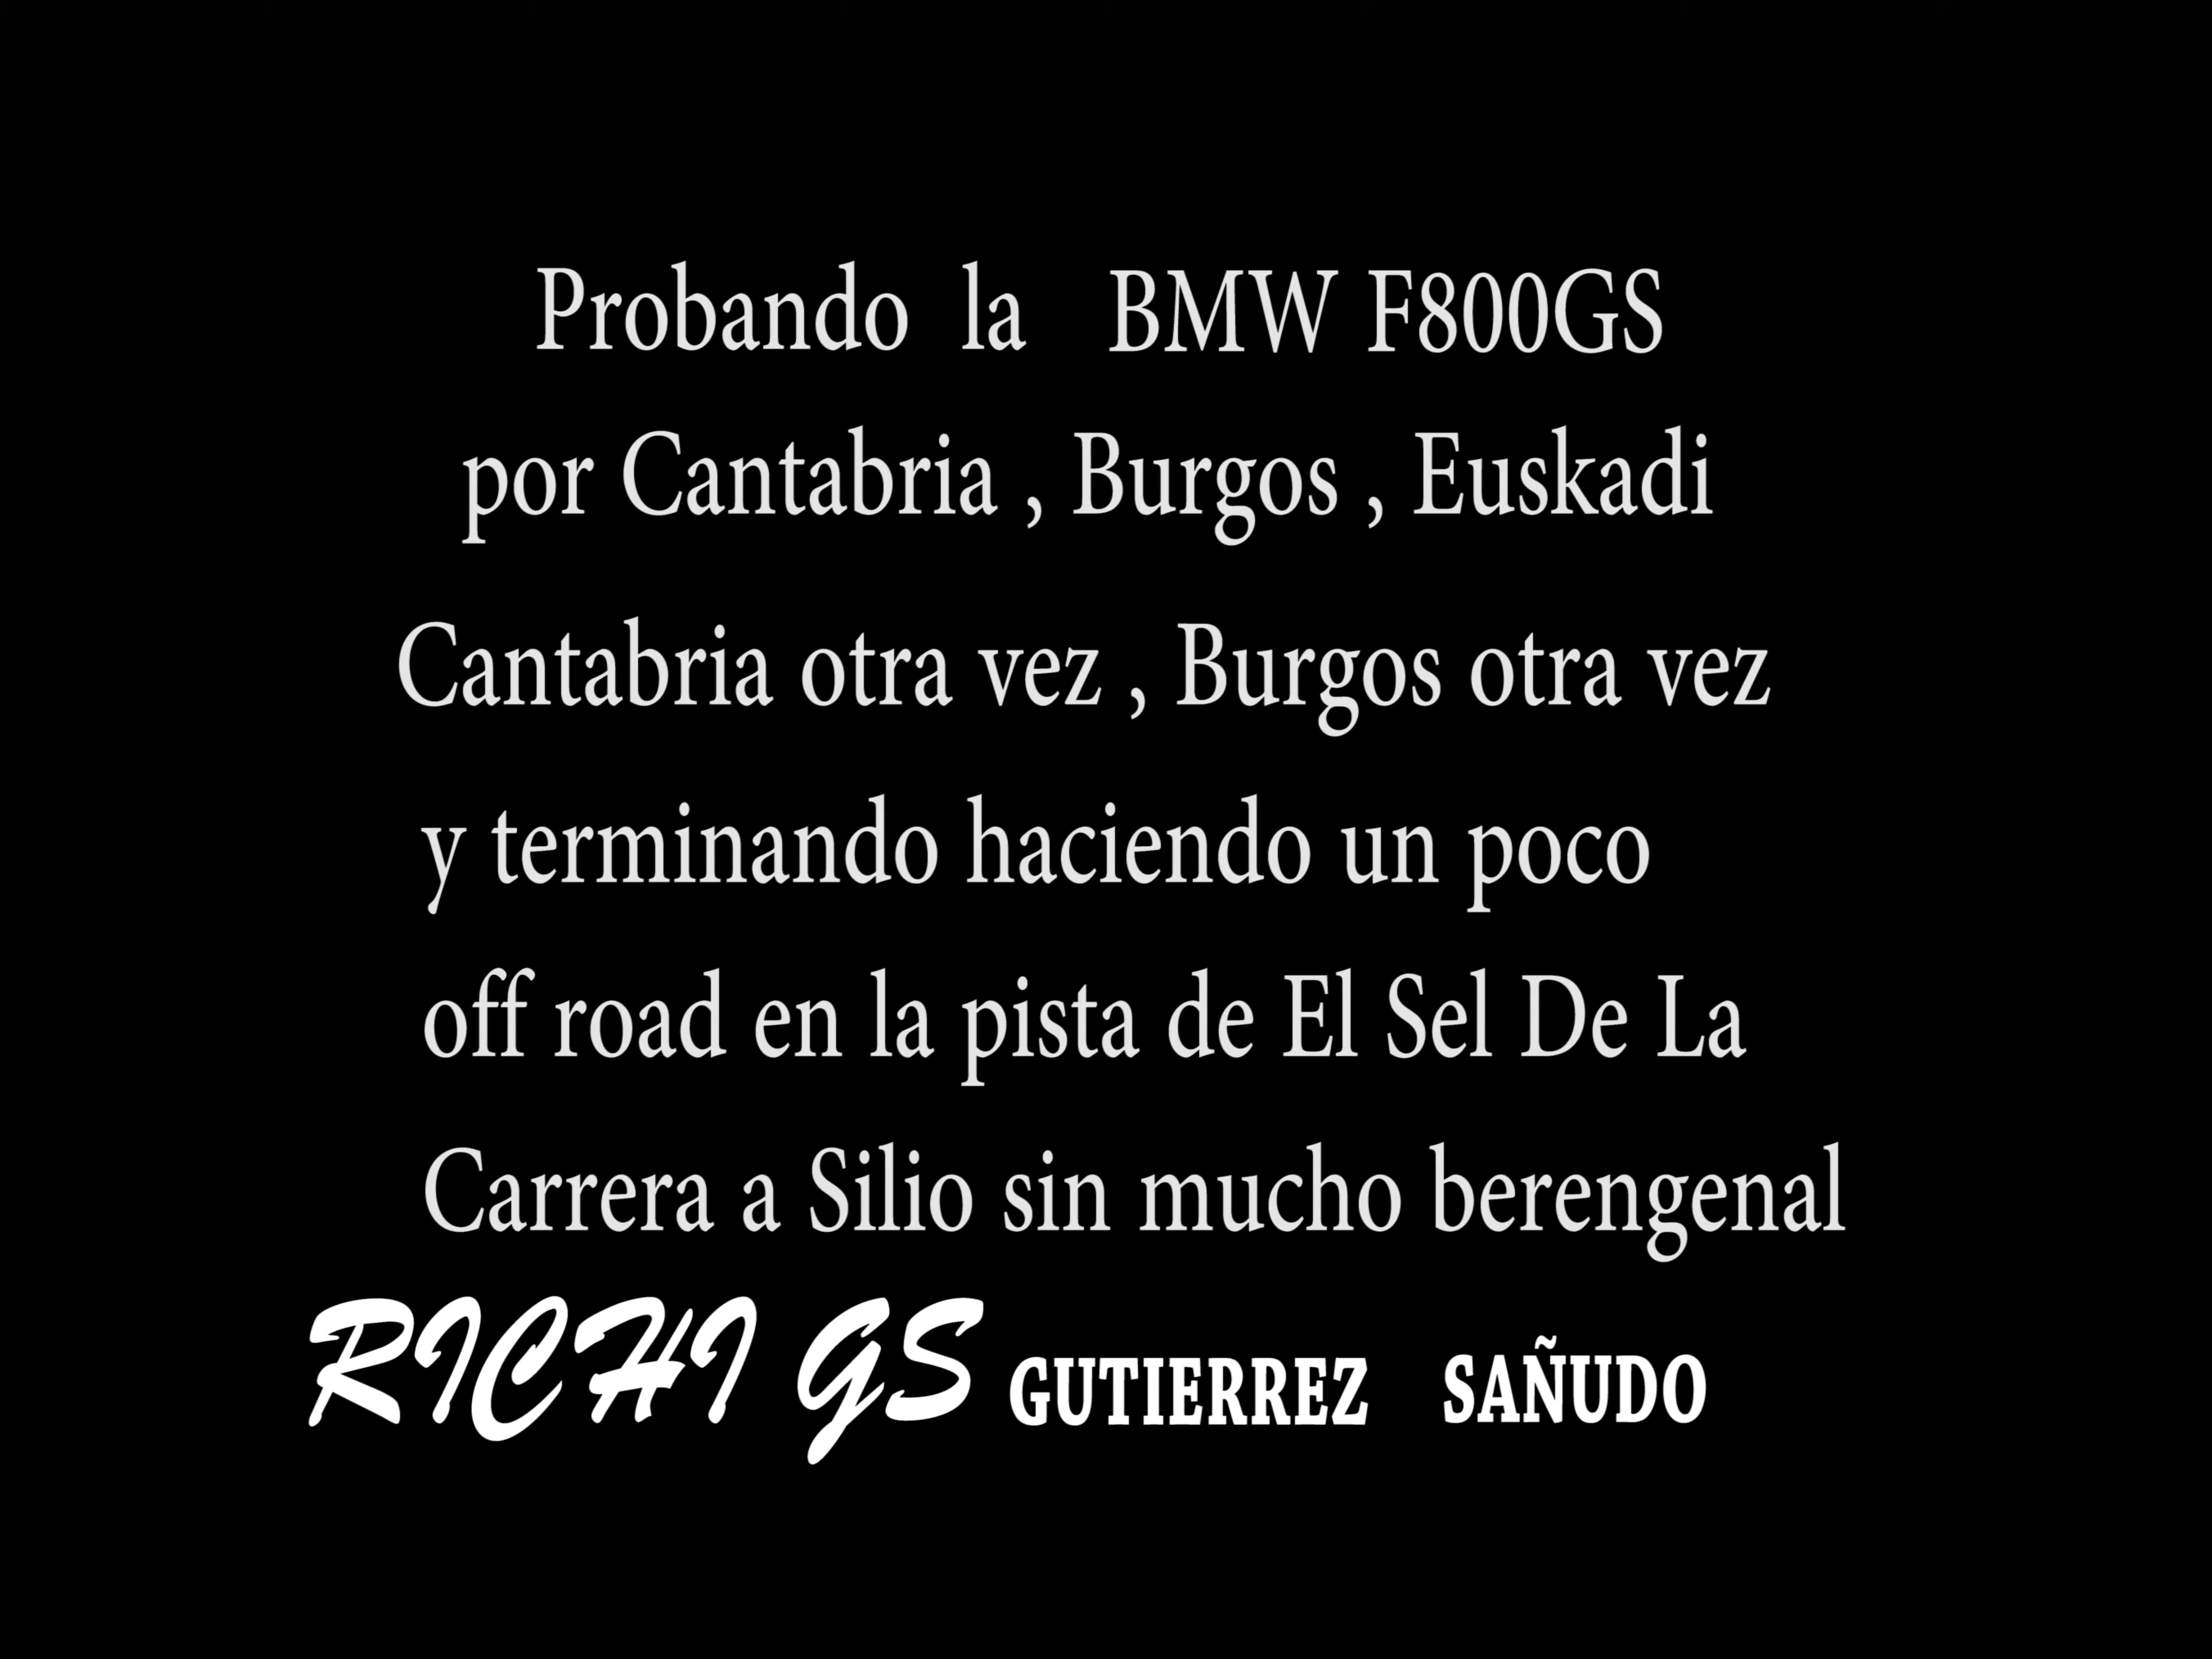 Probando la BMW F800GS
por Cantabria , Burgos , Euskadi
Cantabria otra vez , Burgos otra vez
y terminando haciendo un poco
off road en la pista de El Sel De La
Carrera a Silio sin mucho berengenal
RICHI GS GUTIERREZ SAÑUDO